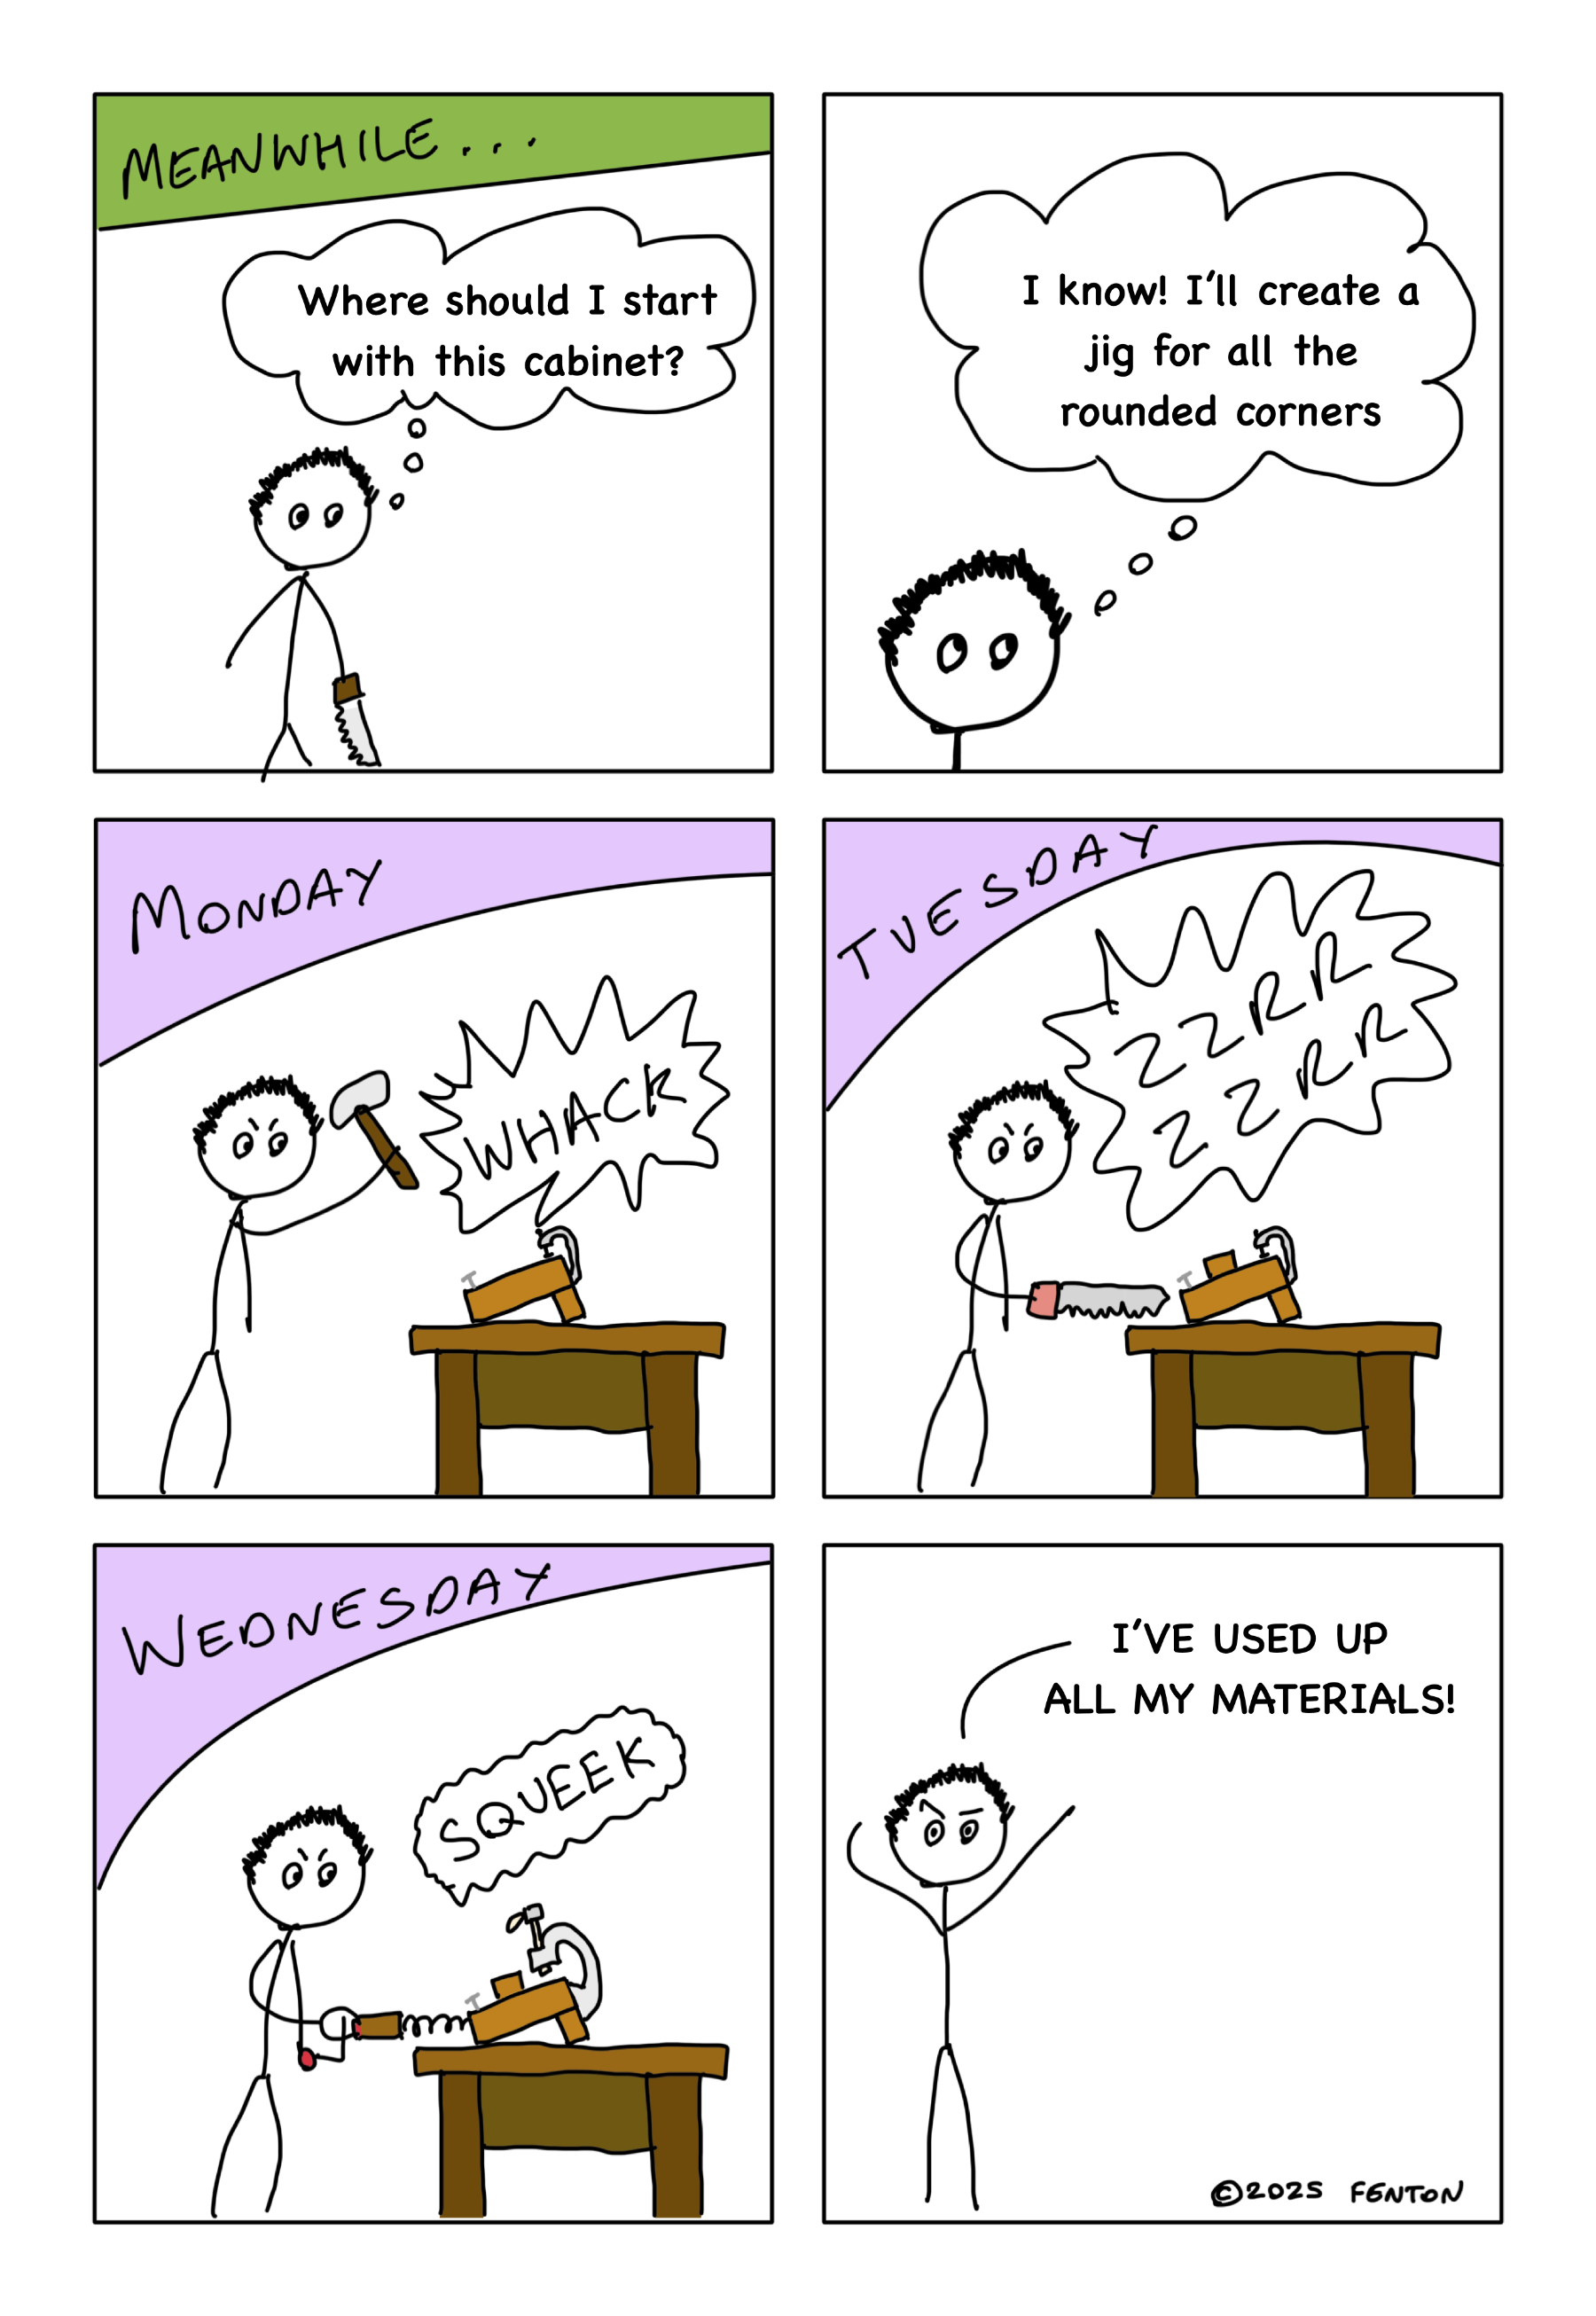 MEANWHILE...
Where should I start
with this cabinet?
I know! I'll create a
jig for all the
rounded corners
MONDAY
WHACK
TUESDAY
ZZRR
ZZRR
WEDNESDAY
SQUEEK
I'VE USED UP
ALL MY MATERIALS!
©2025 FENTON